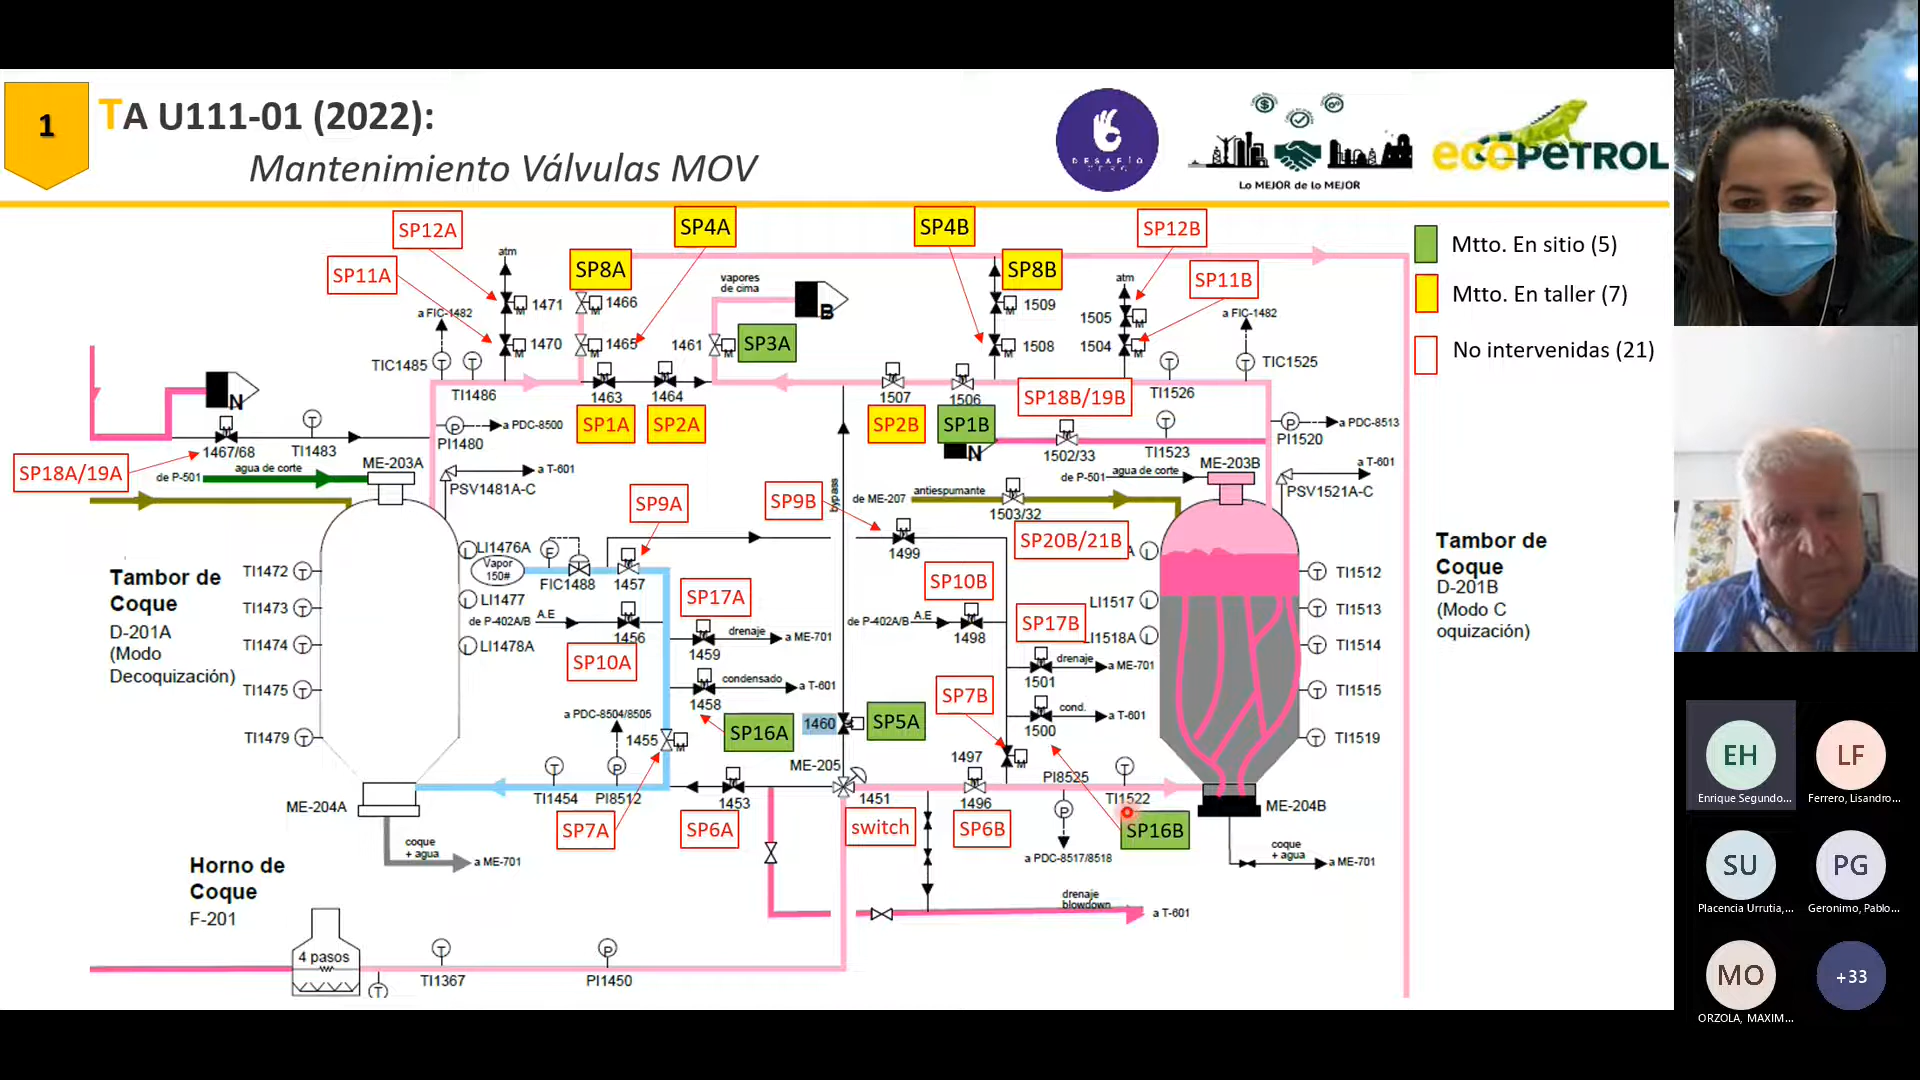 1
TA U111-01 (2022):
Mantenimiento Válvulas MOV
DESAFÍO
Lo MEJOR de lo MEJOR
ecopetrol
Mtto. En sitio (5)
Mtto. En taller (7)
No intervenidas (21)
SP12A
SP4A
SP4B
SP12B
SP11A
SP8A
SP8B
SP11B
atm
vapores
de cima
B
atm
1471
1466
1509
1505
a FIC-1482
a FIC-1482
1470
1465
1461
SP3A
1508
1504
TIC1485
TI1486
1463
1464
1507
1506
SP18B/19B
TI1526
TIC1525
N
SP1A
SP2A
SP2B
SP1B
PI1480
a PDC-8500
PI1520
a PDC-8513
1467/68
TI1483
N
1502/33
TI1523
SP18A/19A
agua de corte
de P-501
ME-203A
a T-601
PSV1481A-C
agua de corte
de P-501
ME-203B
a T-601
PSV1521A-C
SP9A
SP9B
bypass
antiespumante
de ME-207
1503/32
SP20B/21B
A
LI1476A
Vapor
150#
F
FIC1488
1457
1499
Tambor de
Coque
D-201A
(Modo
Decoquización)
TI1472
TI1473
TI1474
TI1475
TI1479
LI1477
LI1478A
A.E
de P-402A/B
1456
SP10A
SP17A
drenaje
a ME-701
1459
condensado
a T-601
1458
SP16A
SP10B
A.E
de P-402A/B
1498
SP17B
LI1517
LI1518A
drenaje
a ME-701
1501
SP7B
cond.
a T-601
1500
Tambor de
Coque
D-201B
(Modo C
oquización)
TI1512
TI1513
TI1514
TI1515
TI1519
a PDC-8504/8505
1455
1460
SP5A
ME-205
1497
PI8525
TI1454
PI8512
1453
1451
1496
TI1522
ME-204A
ME-204B
SP7A
SP6A
switch
SP6B
SP16B
coque
+ agua
a ME-701
a PDC-8517/8518
coque
+ agua
a ME-701
Horno de
Coque
F-201
drenaje
blowdown
a T-601
4 pasos
TI1367
PI1450
T
EH
Enrique Segundo...
LF
Ferrero, Lisandro...
SU
Placencia Urrutia,...
PG
Geronimo, Pablo...
MO
ORZOLA, MAXIM...
+33